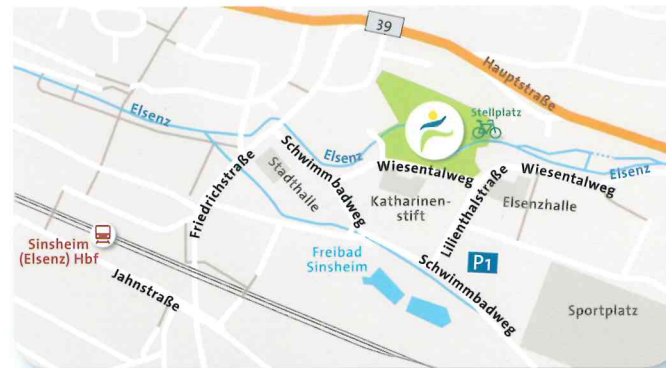 39
Hauptstraße
Stellplatz
Elsenz
Elsenz
Elsenz
Wiesentalweg
Wiesentalweg
Schwimmbadweg
Stadthalle
Friedrichstraße
Katharinen-
stift
Lilienthalstraße
Elsenzhalle
Sinsheim
(Elsenz) Hbf
Freibad
Sinsheim
P1
Schwimmbadweg
Jahnstraße
Sportplatz